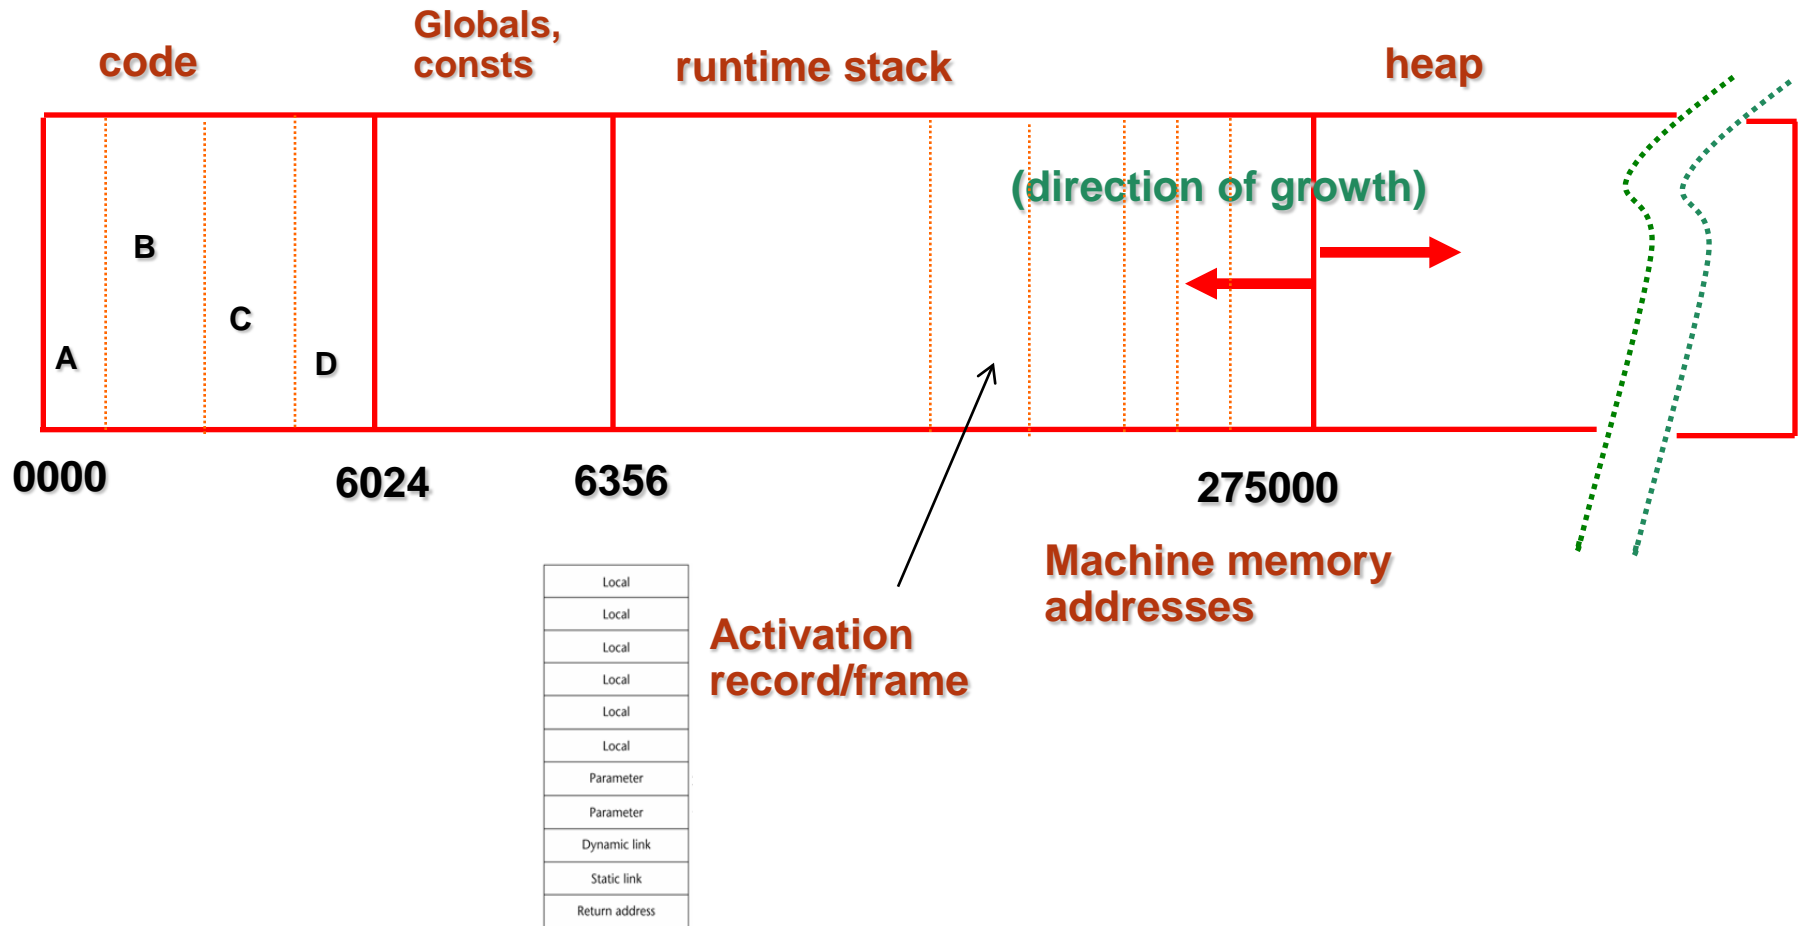 Globals,
consts
code
runtime stack
heap
(direction of growth)
B
C
A
D
0000
6024
6356
275000
Machine memory
addresses
Activation
record/frame
Local
Local
Local
Local
Local
Local
Parameter
Parameter
Dynamic link
Static link
Return address